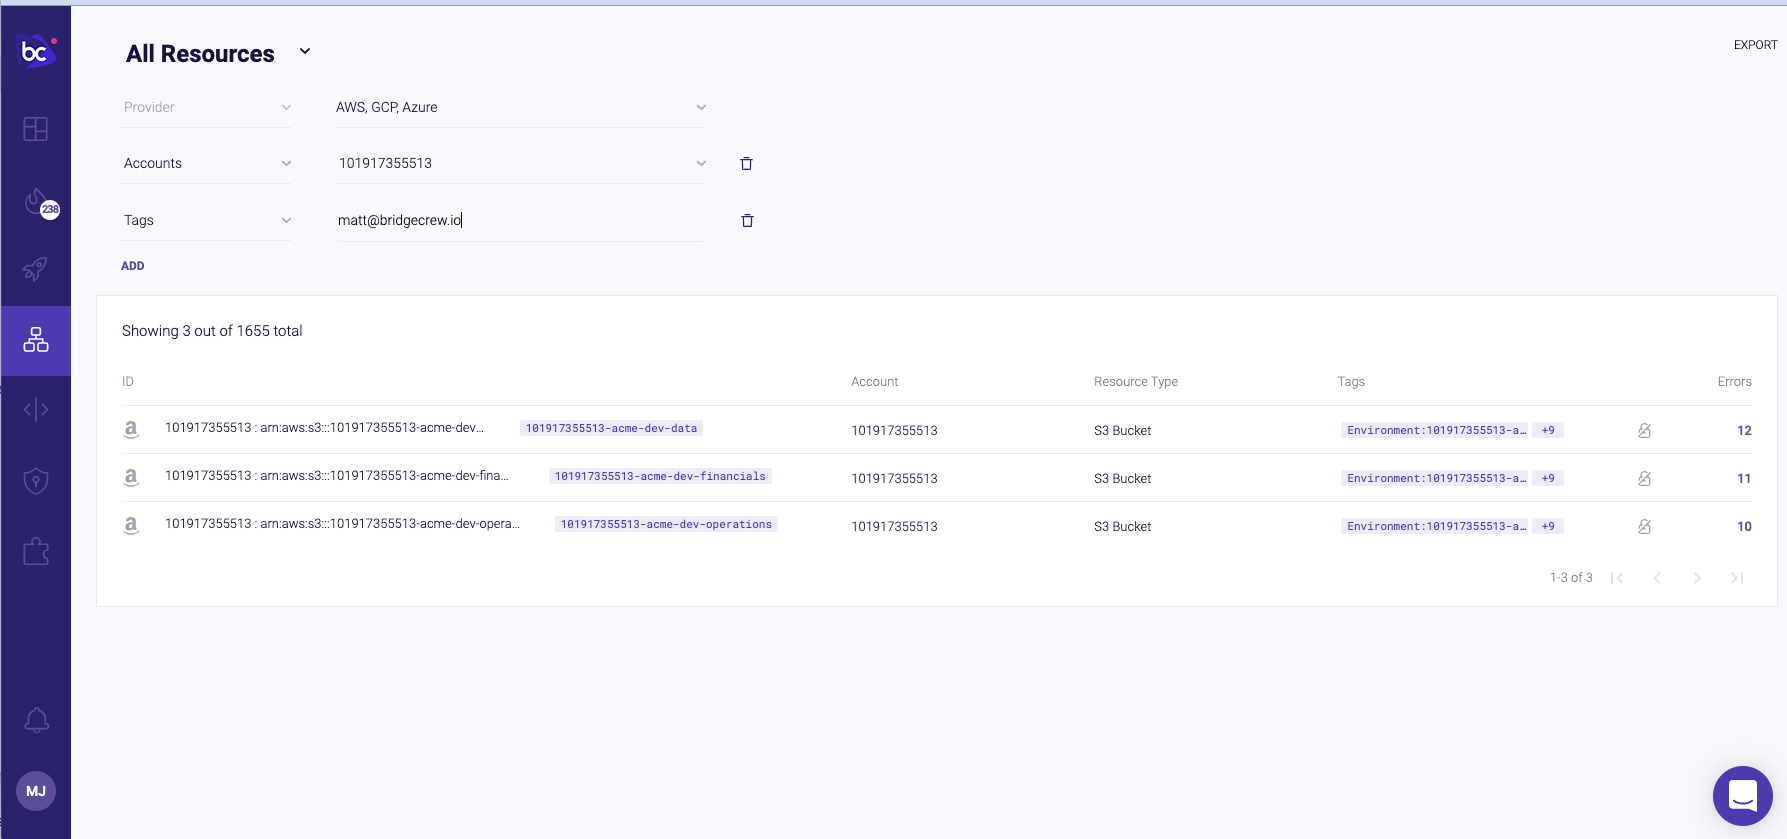 bc
All Resources
EXPORT
Provider
AWS, GCP, Azure
Accounts
101917355513
238
Tags
matt@bridgecrew.io
ADD
Showing 3 out of 1655 total
ID Account Resource Type Tags Errors
101917355513 : arn:aws:s3:::101917355513-acme-dev… 101917355513-acme-dev-data 101917355513 S3 Bucket Environment:101917355513-a… +9 12
101917355513 : arn:aws:s3:::101917355513-acme-dev-fina… 101917355513-acme-dev-financials 101917355513 S3 Bucket Environment:101917355513-a… +9 11
101917355513 : arn:aws:s3:::101917355513-acme-dev-opera… 101917355513-acme-dev-operations 101917355513 S3 Bucket Environment:101917355513-a… +9 10
1-3 of 3
MJ